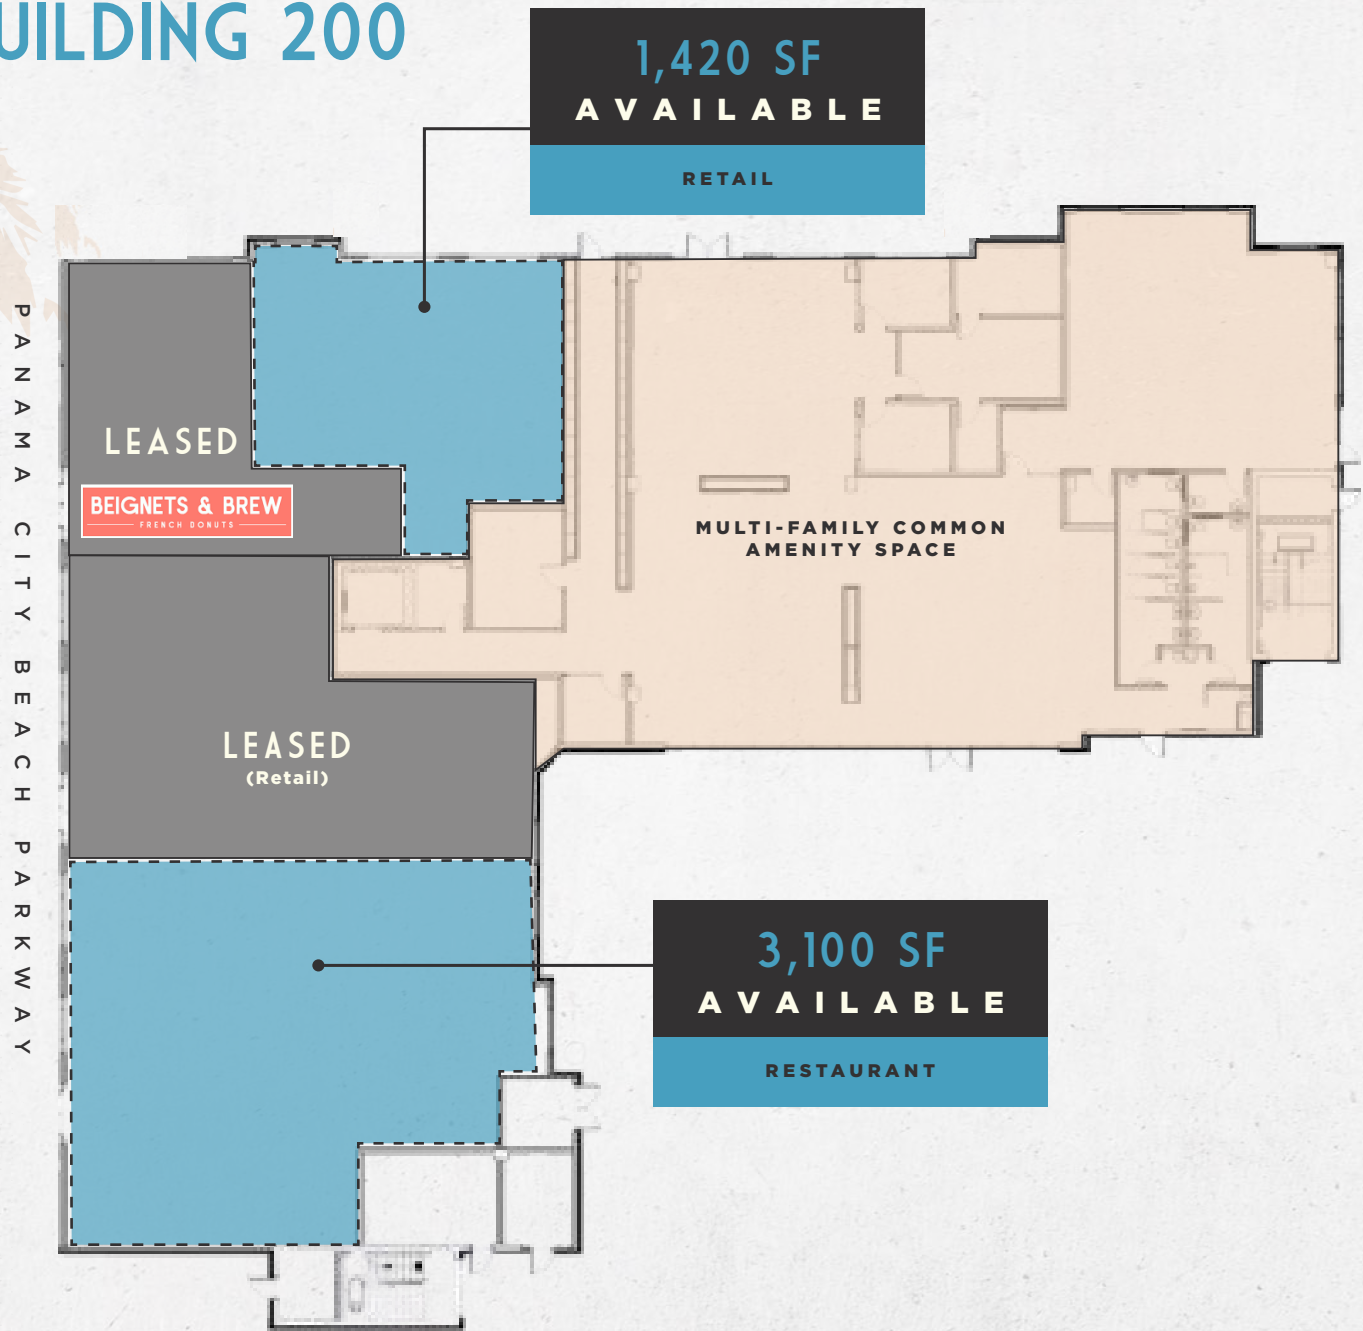 UILDING 200
1,420 SF
AVAILABLE
RETAIL
PANAMA CITY BEACH PARKWAY
LEASED
BEIGNETS & BREW
FRENCH DONUTS
MULTI-FAMILY COMMON
AMENITY SPACE
LEASED
(Retail)
3,100 SF
AVAILABLE
RESTAURANT